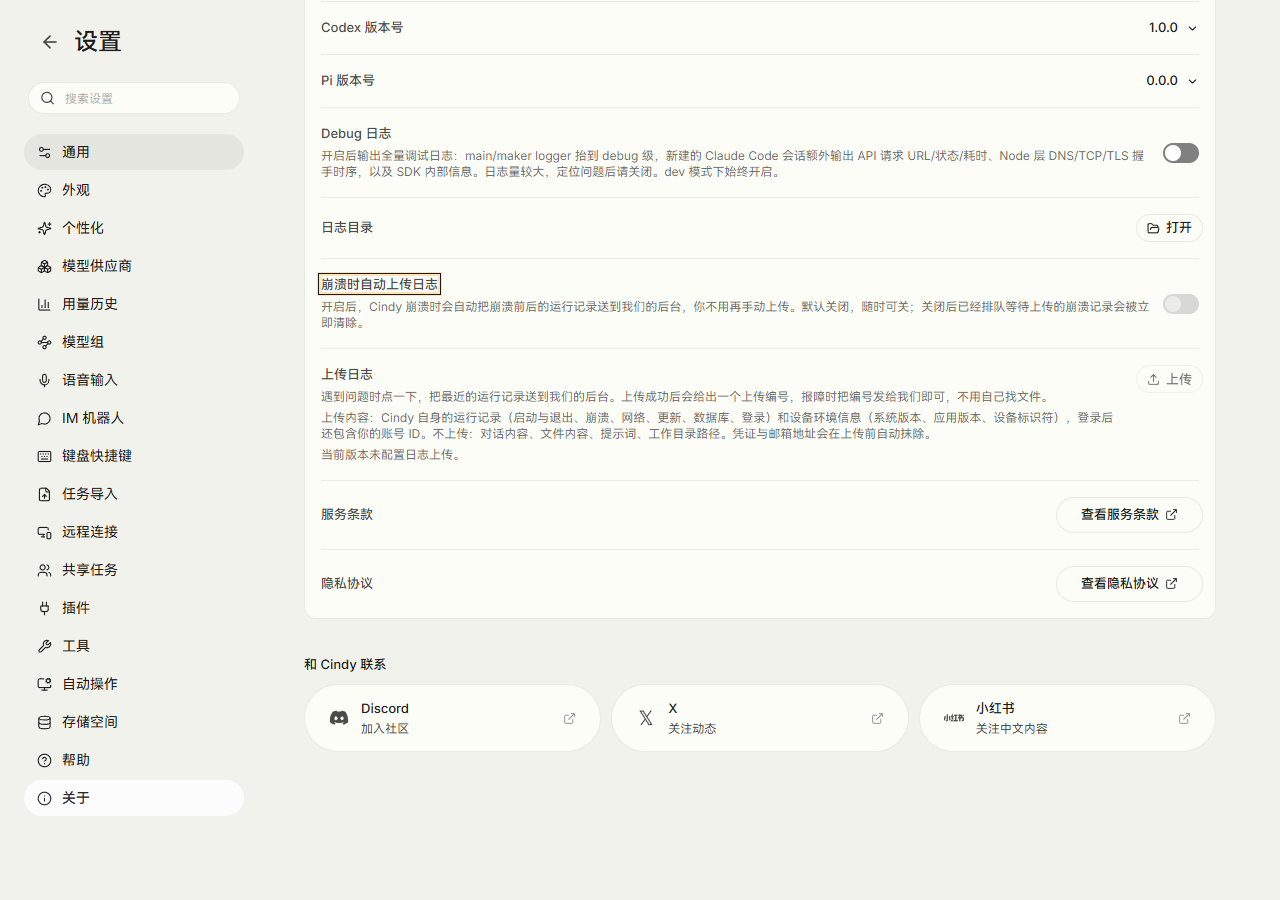 设置
搜索设置
通用
外观
个性化
模型供应商
用量历史
模型组
语音输入
IM 机器人
键盘快捷键
任务导入
远程连接
共享任务
插件
工具
自动操作
存储空间
帮助
关于
Codex 版本号
1.0.0
Pi 版本号
0.0.0
Debug 日志
开启后输出全量调试日志：main/maker logger 抬到 debug 级，新建的 Claude Code 会话额外输出 API 请求 URL/状态/耗时、Node 层 DNS/TCP/TLS 握
手时序，以及 SDK 内部信息。日志量较大，定位问题后请关闭。dev 模式下始终开启。
日志目录
打开
崩溃时自动上传日志
开启后，Cindy 崩溃时会自动把崩溃前后的运行记录送到我们的后台，你不用再手动上传。默认关闭，随时可关；关闭后已经排队等待上传的崩溃记录会被立
即清除。
上传日志
上传
遇到问题时点一下，把最近的运行记录送到我们的后台。上传成功后会给出一个上传编号，报障时把编号发给我们即可，不用自己找文件。
上传内容：Cindy 自身的运行记录（启动与退出、崩溃、网络、更新、数据库、登录）和设备环境信息（系统版本、应用版本、设备标识符），登录后
还包含你的账号 ID。不上传：对话内容、文件内容、提示词、工作目录路径。凭证与邮箱地址会在上传前自动抹除。
当前版本未配置日志上传。
服务条款
查看服务条款
隐私协议
查看隐私协议
和 Cindy 联系
Discord
加入社区
X
关注动态
小红书
小红书
关注中文内容